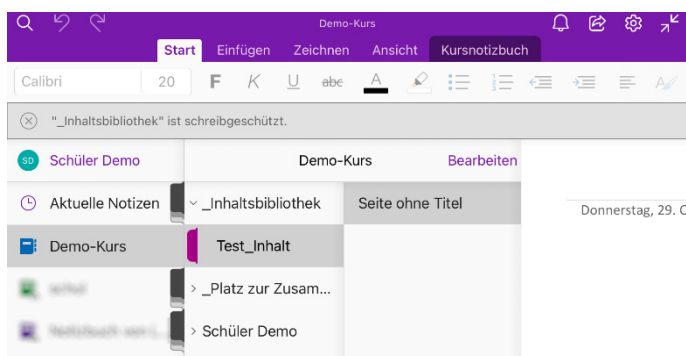 Demo-Kurs
Start Einfügen Zeichnen Ansicht Kursnotizbuch
Calibri 20 F K U abc A
"_Inhaltsbibliothek" ist schreibgeschützt.
SD Schüler Demo Demo-Kurs Bearbeiten
Aktuelle Notizen _Inhaltsbibliothek Seite ohne Titel Donnerstag, 29. O
Demo-Kurs Test_Inhalt
_Platz zur Zusam...
Schüler Demo